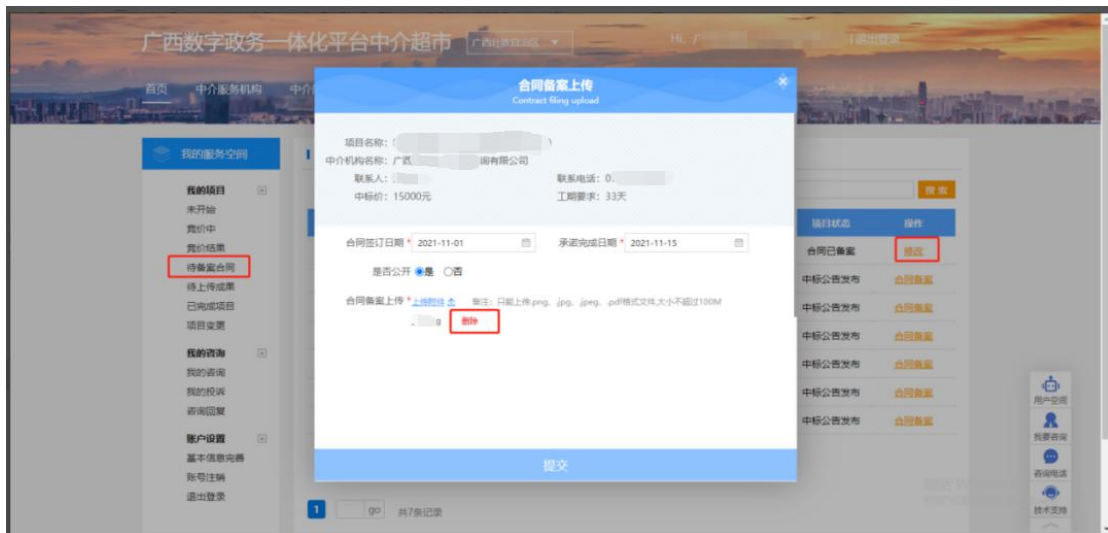 广西数字政务一体化平台中介超市
广西壮族自治区
Hi, 广
退出登录
首页 中介服务机构
合同备案上传
Contract filing upload
我的服务空间
项目名称：
中介机构名称：广西 询有限公司
联系人： 联系电话：0.
中标价：15000元 工期要求：33天
我的项目
未开始
竞价中
竞价结果
待备案合同
待上传成果
已完成项目
项目变更
我的咨询
我的咨询
我的投诉
咨询回复
账户设置
基本信息完善
账号注销
退出登录
合同签订日期 * 2021-11-01 承诺完成日期 * 2021-11-15
是否公开 是 否
合同备案上传 * 上传附件 备注：只能上传.png、.jpg、.jpeg、.pdf格式文件,大小不超过100M
删除
提交
搜索
项目状态 操作
合同已备案 修改
中标公告发布 合同备案
中标公告发布 合同备案
中标公告发布 合同备案
中标公告发布 合同备案
中标公告发布 合同备案
中标公告发布 合同备案
1 go 共7条记录
用户空间
我要咨询
咨询电话
技术支持